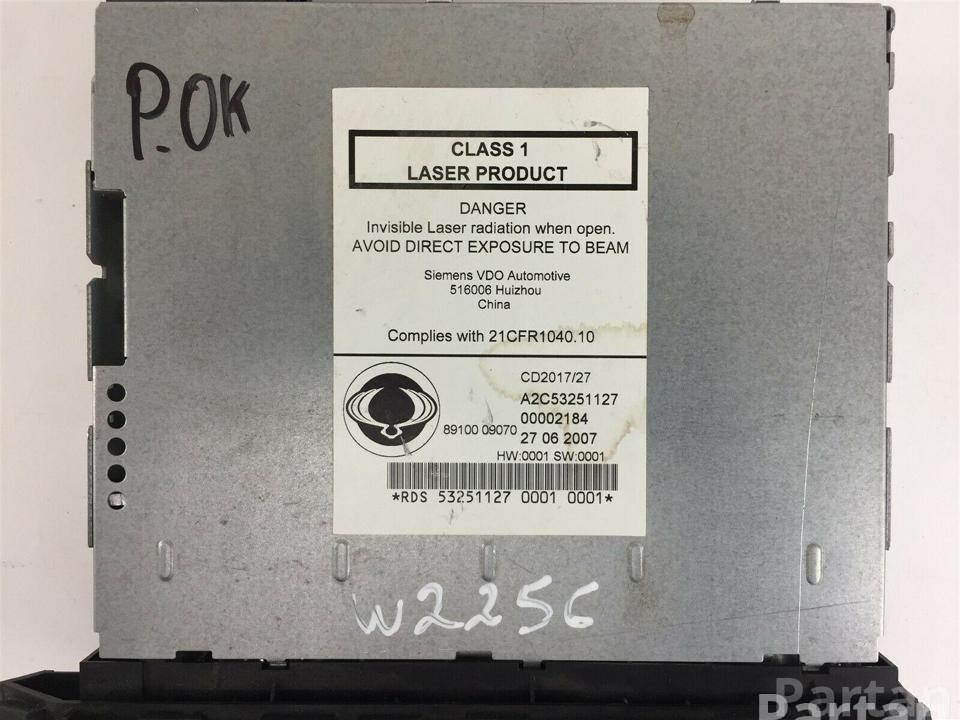 P.OK
CLASS 1
LASER PRODUCT
DANGER
Invisible Laser radiation when open.
AVOID DIRECT EXPOSURE TO BEAM
Siemens VDO Automotive
516006 Huizhou
China
Complies with 21CFR1040.10
CD2017/27
A2C53251127
00002184
89100 09070
27 06 2007
HW:0001 SW:0001
*RDS 53251127 0001 0001*
W2256
Partan
Partan